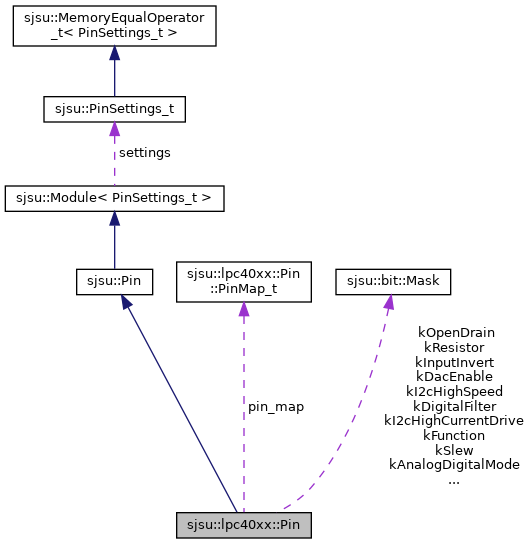 sjsu::MemoryEqualOperator
_t< PinSettings_t >
sjsu::PinSettings_t
settings
sjsu::Module< PinSettings_t >
sjsu::Pin
sjsu::lpc40xx::Pin
::PinMap_t
sjsu::bit::Mask
pin_map
kOpenDrain
kResistor
kInputInvert
kDacEnable
kI2cHighSpeed
kDigitalFilter
kI2cHighCurrentDrive
kFunction
kSlew
kAnalogDigitalMode
...
sjsu::lpc40xx::Pin